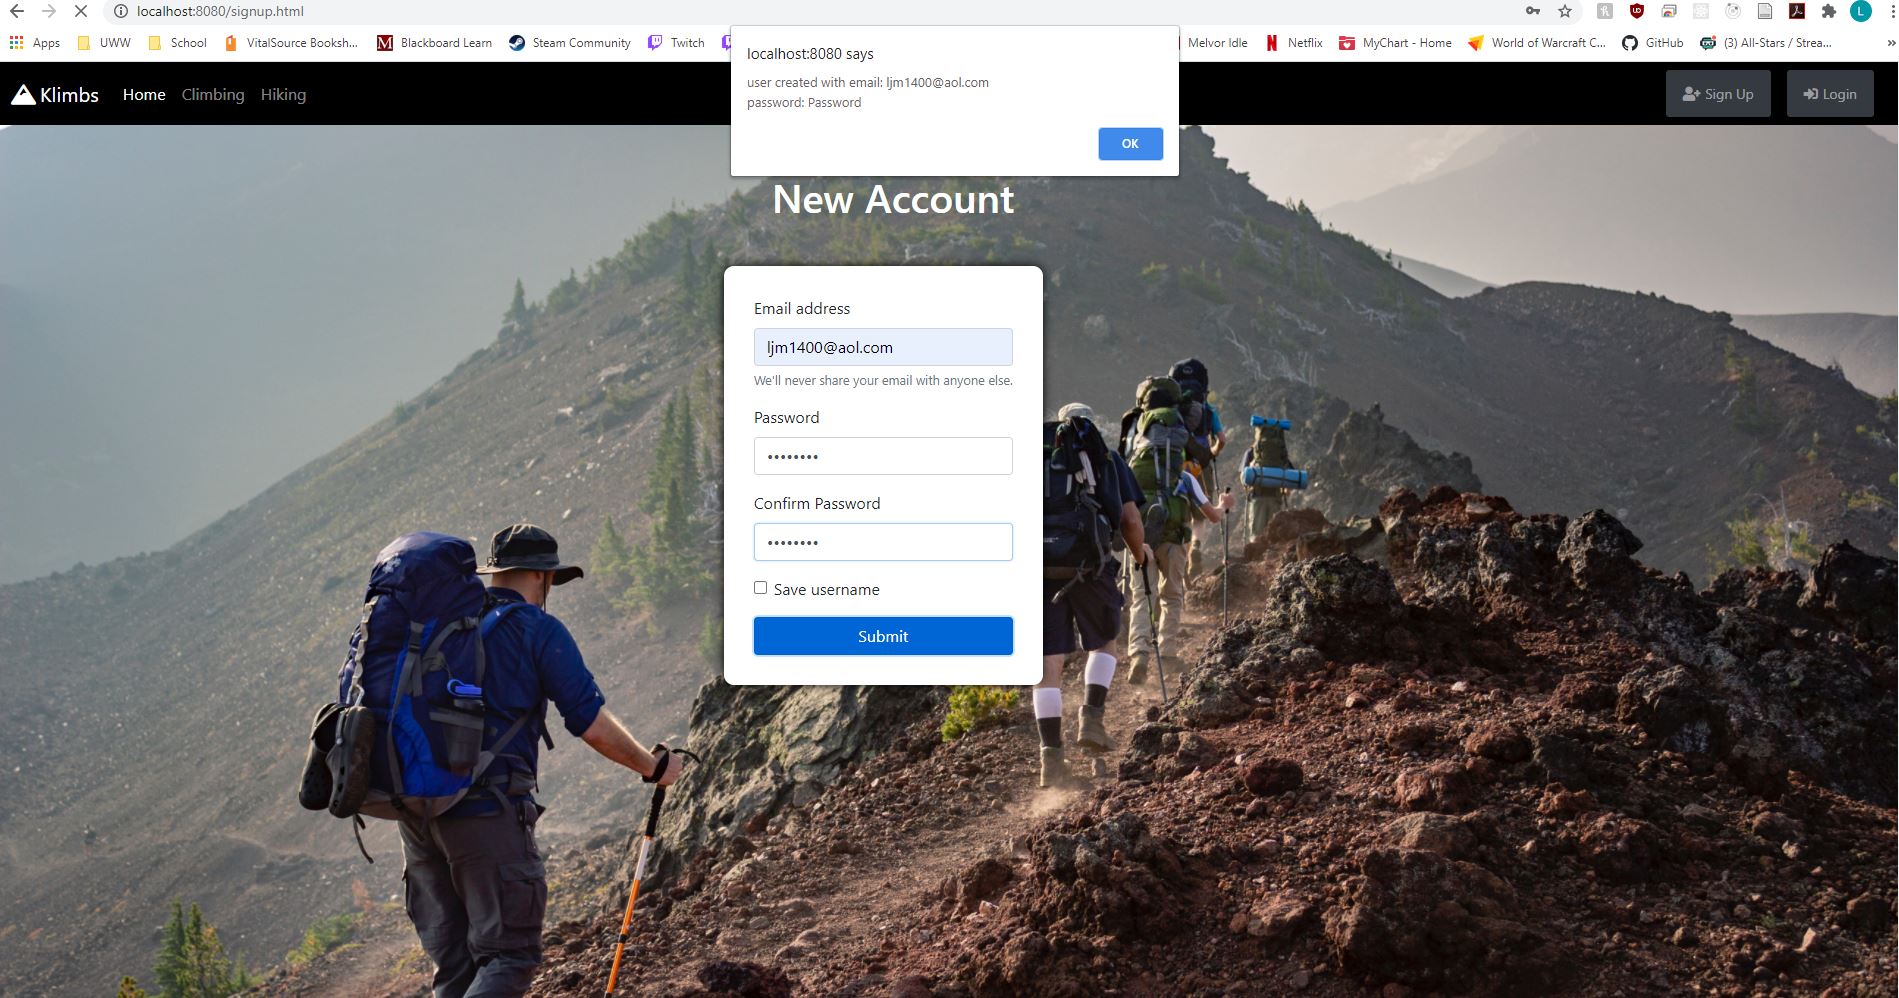 localhost:8080/signup.html
Apps UWW School VitalSource Booksh... Blackboard Learn Steam Community Twitch Melvor Idle Netflix MyChart - Home World of Warcraft C... GitHub (3) All-Stars / Strea... »
localhost:8080 says
user created with email: ljm1400@aol.com
password: Password
OK
Klimbs Home Climbing Hiking Sign Up Login
New Account
Email address
ljm1400@aol.com
We'll never share your email with anyone else.
Password
••••••••
Confirm Password
••••••••
Save username
Submit